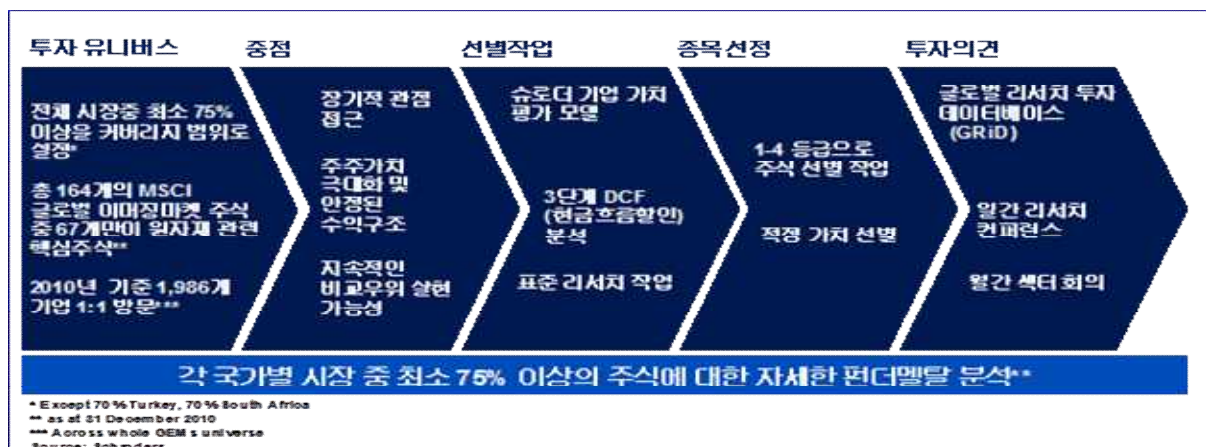 투자 유니버스
중점
선별작업
종목선정
투자의견
전체 시장중 최소 75%
이상을 커버리지 범위로
설정*
총 164개의 MSCI
글로벌 이머징마켓 주식
중 67개만이 원자재 관련
핵심주식**
2010년 기준 1,986개
기업 1:1 방문***
장기적 관점
접근
주주가치
극대화 및
안정된
수익구조
지속적인
비교우위 실현
가능성
슈로더 기업 가치
평가 모델
3단계 DCF
(현금흐름할인)
분석
표준 리서치 작업
1-4 등급으로
주식 선별 작업
적정 가치 선별
글로벌 리서치 투자
데이터베이스
(GRiD)
일간 리서치
컨퍼런스
월간 섹터 회의
각 국가별 시장 중 최소 75% 이상의 주식에 대한 자세한 펀더멘탈 분석**
* Except 70% Turkey, 70% South Africa
** as at 31 December 2010
*** Across whole GEMs universe
Source: Schroders